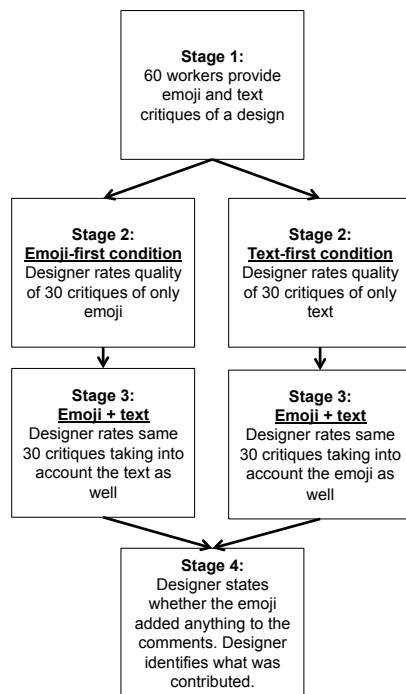 Stage 1:
60 workers provide
emoji and text
critiques of a design
Stage 2:
Emoji-first condition
Designer rates quality
of 30 critiques of only
emoji
Stage 2:
Text-first condition
Designer rates quality
of 30 critiques of only
text
Stage 3:
Emoji + text
Designer rates same
30 critiques taking into
account the text as
well
Stage 3:
Emoji + text
Designer rates same
30 critiques taking into
account the emoji as
well
Stage 4:
Designer states
whether the emoji
added anything to the
comments. Designer
identifies what was
contributed.